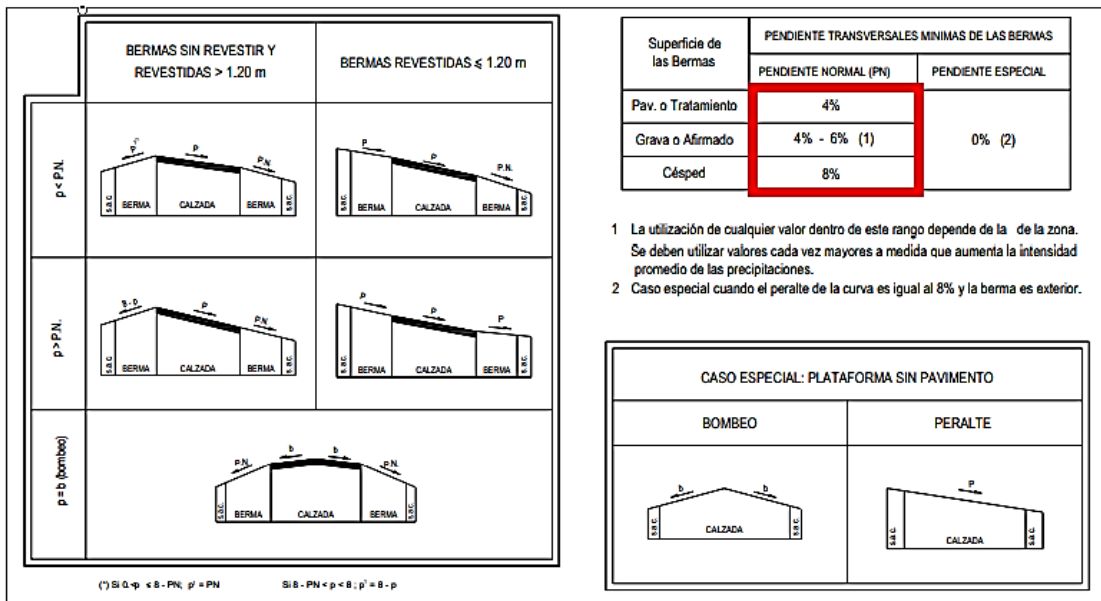 BERMAS SIN REVESTIR Y
REVESTIDAS > 1.20 m
BERMAS REVESTIDAS ⩽ 1.20 m
p < P.N.
P'
P
P.N.
s.a.c.
BERMA
CALZADA
BERMA
s.a.c.
P
P
P.N.
s.a.c.
BERMA
CALZADA
BERMA
s.a.c.
p > P.N.
8 - p
P
P.N.
s.a.c.
BERMA
CALZADA
BERMA
s.a.c.
P
P
P
s.a.c.
BERMA
CALZADA
BERMA
s.a.c.
p = b (bombeo)
P.N.
b
b
P.N.
s.a.c.
BERMA
CALZADA
BERMA
s.a.c.
(*) Si 0 < p ≤ 8 - PN; p' = PN
Si 8 - PN < p < 8 ; p' = 8 - p
Superficie de
las Bermas
PENDIENTE TRANSVERSALES MINIMAS DE LAS BERMAS
PENDIENTE NORMAL (PN)
PENDIENTE ESPECIAL
Pav. o Tratamiento
4%
Grava o Afirmado
4% - 6% (1)
0% (2)
Césped
8%
1 La utilización de cualquier valor dentro de este rango depende de la de la zona.
Se deben utilizar valores cada vez mayores a medida que aumenta la intensidad
promedio de las precipitaciones.
2 Caso especial cuando el peralte de la curva es igual al 8% y la berma es exterior.
CASO ESPECIAL: PLATAFORMA SIN PAVIMENTO
BOMBEO
PERALTE
b
b
s.a.c.
CALZADA
s.a.c.
P
s.a.c.
CALZADA
s.a.c.